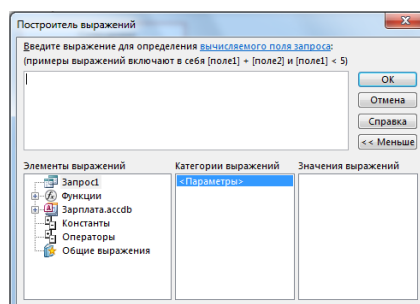 Построитель выражений
Введите выражение для определения вычисляемого поля запроса:
(примеры выражений включают в себя [поле1] + [поле2] и [поле1] < 5)
ОК
Отмена
Справка
<< Меньше
Элементы выражений
Категории выражений
Значения выражений
Запрос1
<Параметры>
Функции
Зарплата.accdb
Константы
Операторы
Общие выражения